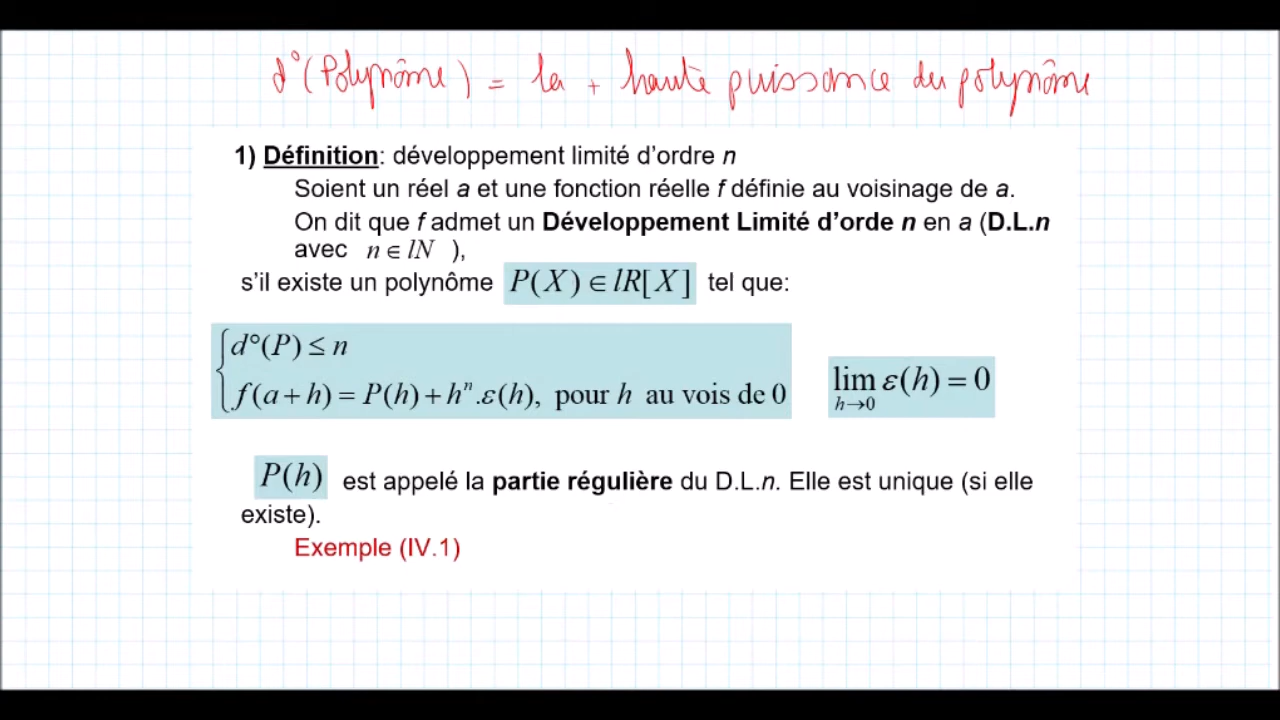 d°(Polynôme) = la + haute puissance du polynôme
1) Définition: développement limité d'ordre n
Soient un réel a et une fonction réelle f définie au voisinage de a.
On dit que f admet un Développement Limité d'orde n en a (D.L.n
avec n ∈ lN ),
s'il existe un polynôme P(X) ∈ lR[X] tel que:
d°(P) ≤ n
f(a + h) = P(h) + hⁿ.ε(h), pour h au vois de 0
lim ε(h) = 0
h→0
P(h) est appelé la partie régulière du D.L.n. Elle est unique (si elle
existe).
Exemple (IV.1)